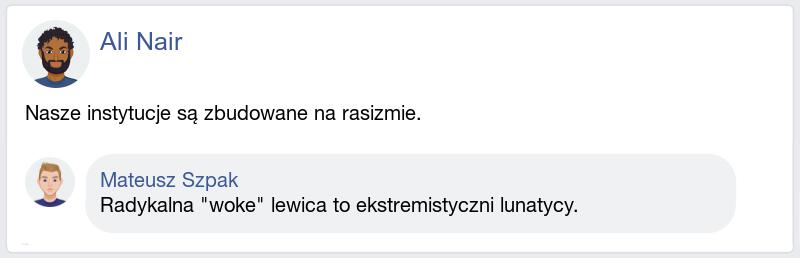 Ali Nair
Nasze instytucje są zbudowane na rasizmie.
Mateusz Szpak
Radykalna "woke" lewica to ekstremistyczni lunatycy.